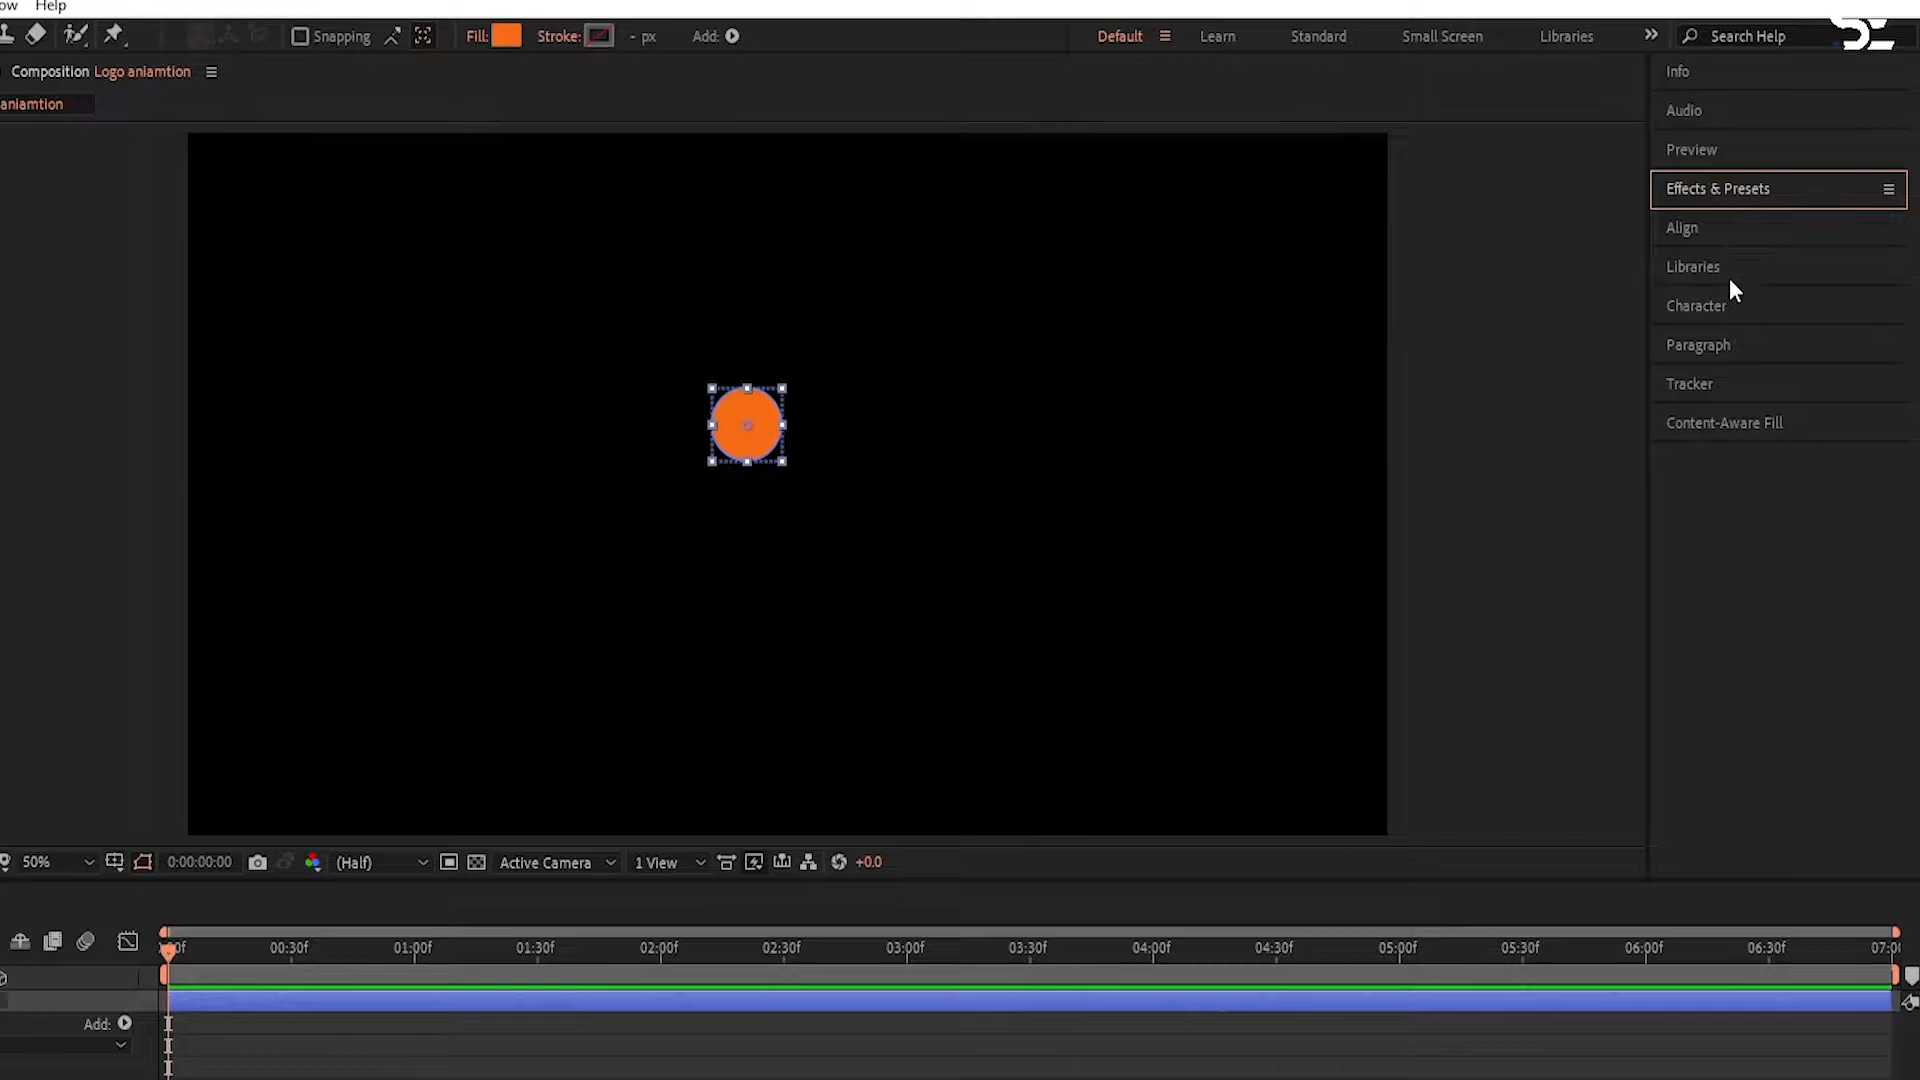 ow Help
Snapping Fill: Stroke: - px Add: Default Learn Standard Small Screen Libraries Search Help
Composition Logo aniamtion
aniamtion
Info
Audio
Preview
Effects & Presets
Align
Libraries
Character
Paragraph
Tracker
Content-Aware Fill
50% 0:00:00:00 (Half) Active Camera 1 View +0.0
00f 00:30f 01:00f 01:30f 02:00f 02:30f 03:00f 03:30f 04:00f 04:30f 05:00f 05:30f 06:00f 06:30f 07:00
Add: